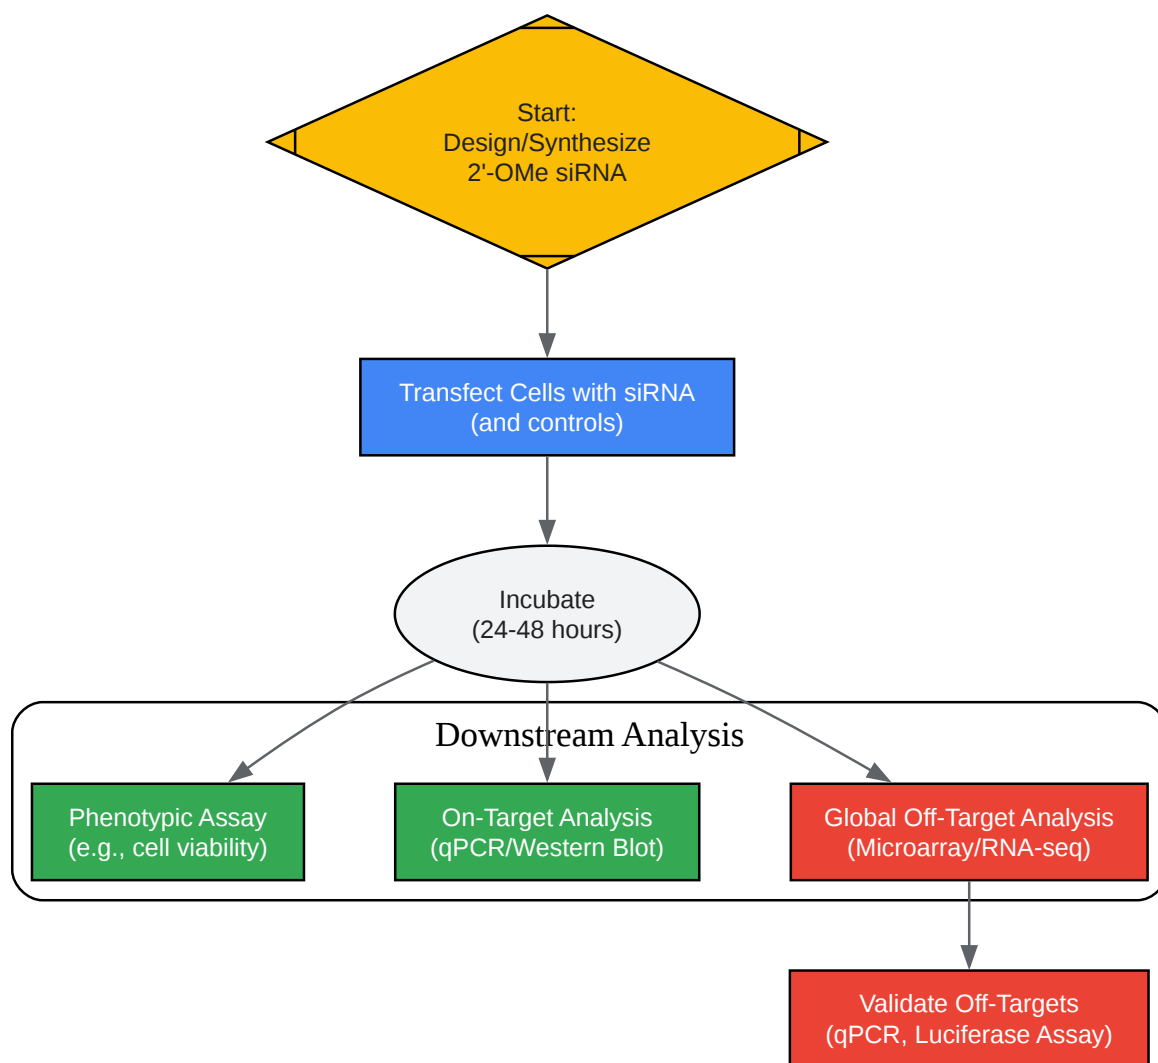 Start:
Design/Synthesize
2'-OMe siRNA
Transfect Cells with siRNA
(and controls)
Incubate
(24-48 hours)
Downstream Analysis
Phenotypic Assay
(e.g., cell viability)
On-Target Analysis
(qPCR/Western Blot)
Global Off-Target Analysis
(Microarray/RNA-seq)
Validate Off-Targets
(qPCR, Luciferase Assay)